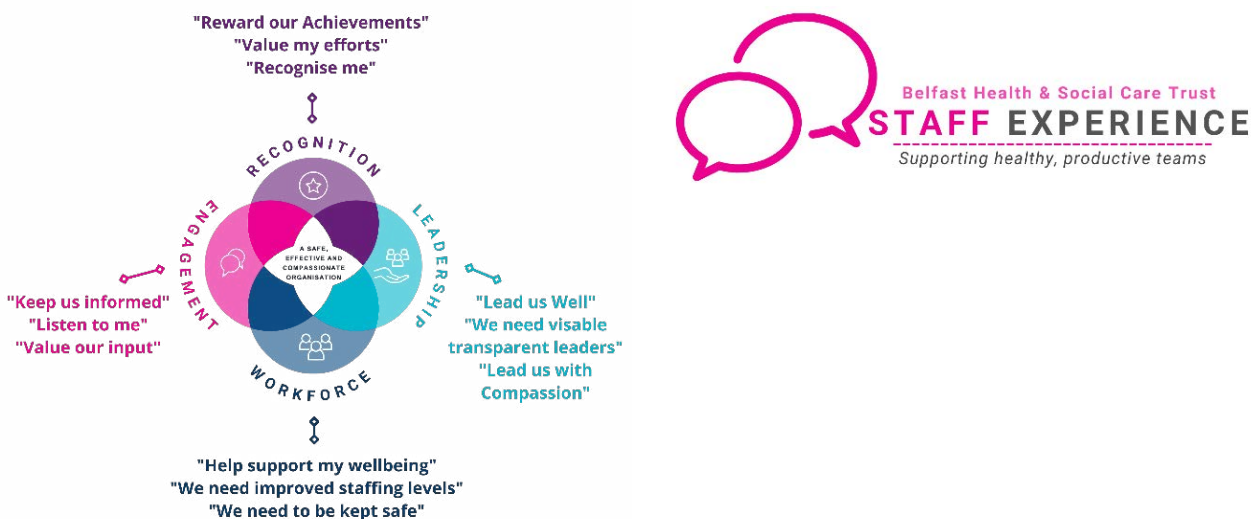 "Reward our Achievements"
"Value my efforts"
"Recognise me"
RECOGNITION
ENGAGEMENT
LEADERSHIP
WORKFORCE
A SAFE,
EFFECTIVE AND
COMPASSIONATE
ORGANISATION
"Keep us informed"
"Listen to me"
"Value our input"
"Lead us Well"
"We need visable
transparent leaders"
"Lead us with
Compassion"
"Help support my wellbeing"
"We need improved staffing levels"
"We need to be kept safe"
Belfast Health & Social Care Trust
STAFF EXPERIENCE
Supporting healthy, productive teams